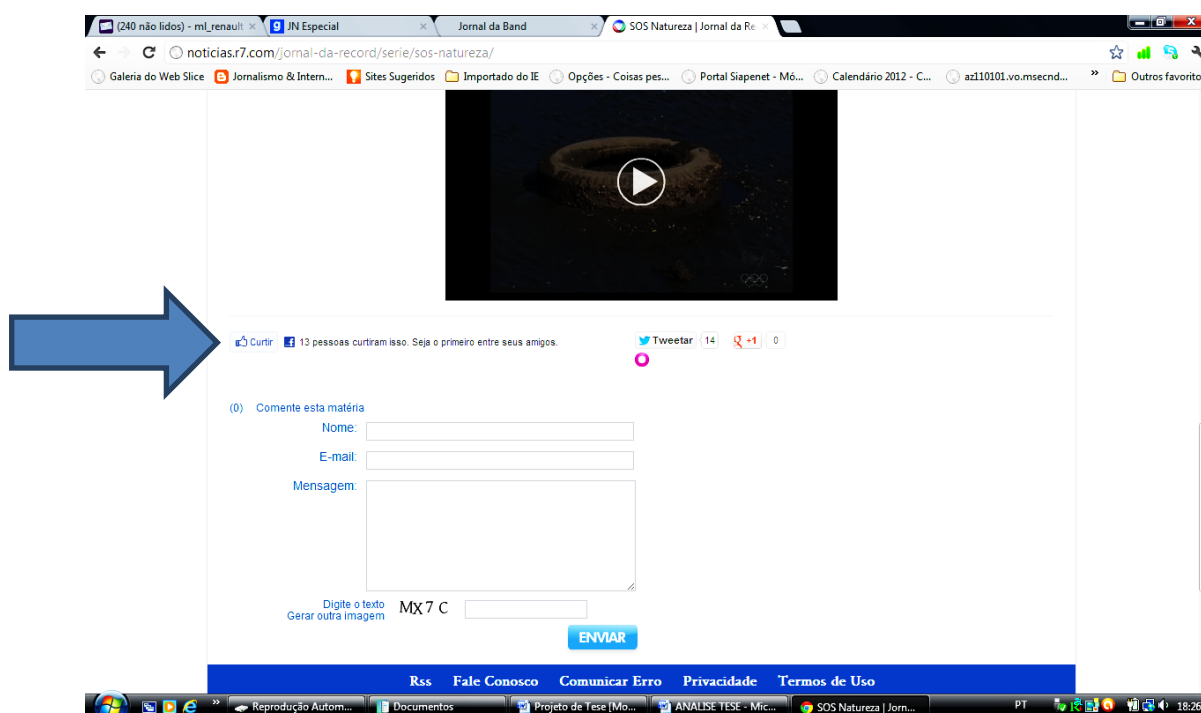 (240 não lidos) - ml_renault JN Especial Jornal da Band SOS Natureza | Jornal da Re
noticias.r7.com/jornal-da-record/serie/sos-natureza/
Galeria do Web Slice Jornalismo & Intern... Sites Sugeridos Importado do IE Opções - Coisas pes... Portal Siapenet - Mó... Calendário 2012 - C... az110101.vo.msecnd... » Outros favorito
Curtir 13 pessoas curtiram isso. Seja o primeiro entre seus amigos. Tweetar 14 +1 0
(0) Comente esta matéria
Nome:
E-mail:
Mensagem:
Digite o texto
Gerar outra imagem
MX7 C
ENVIAR
Rss Fale Conosco Comunicar Erro Privacidade Termos de Uso
» Reprodução Autom... Documentos Projeto de Tese [Mo... ANALISE TESE - Mic... SOS Natureza | Jorn... PT 18:20